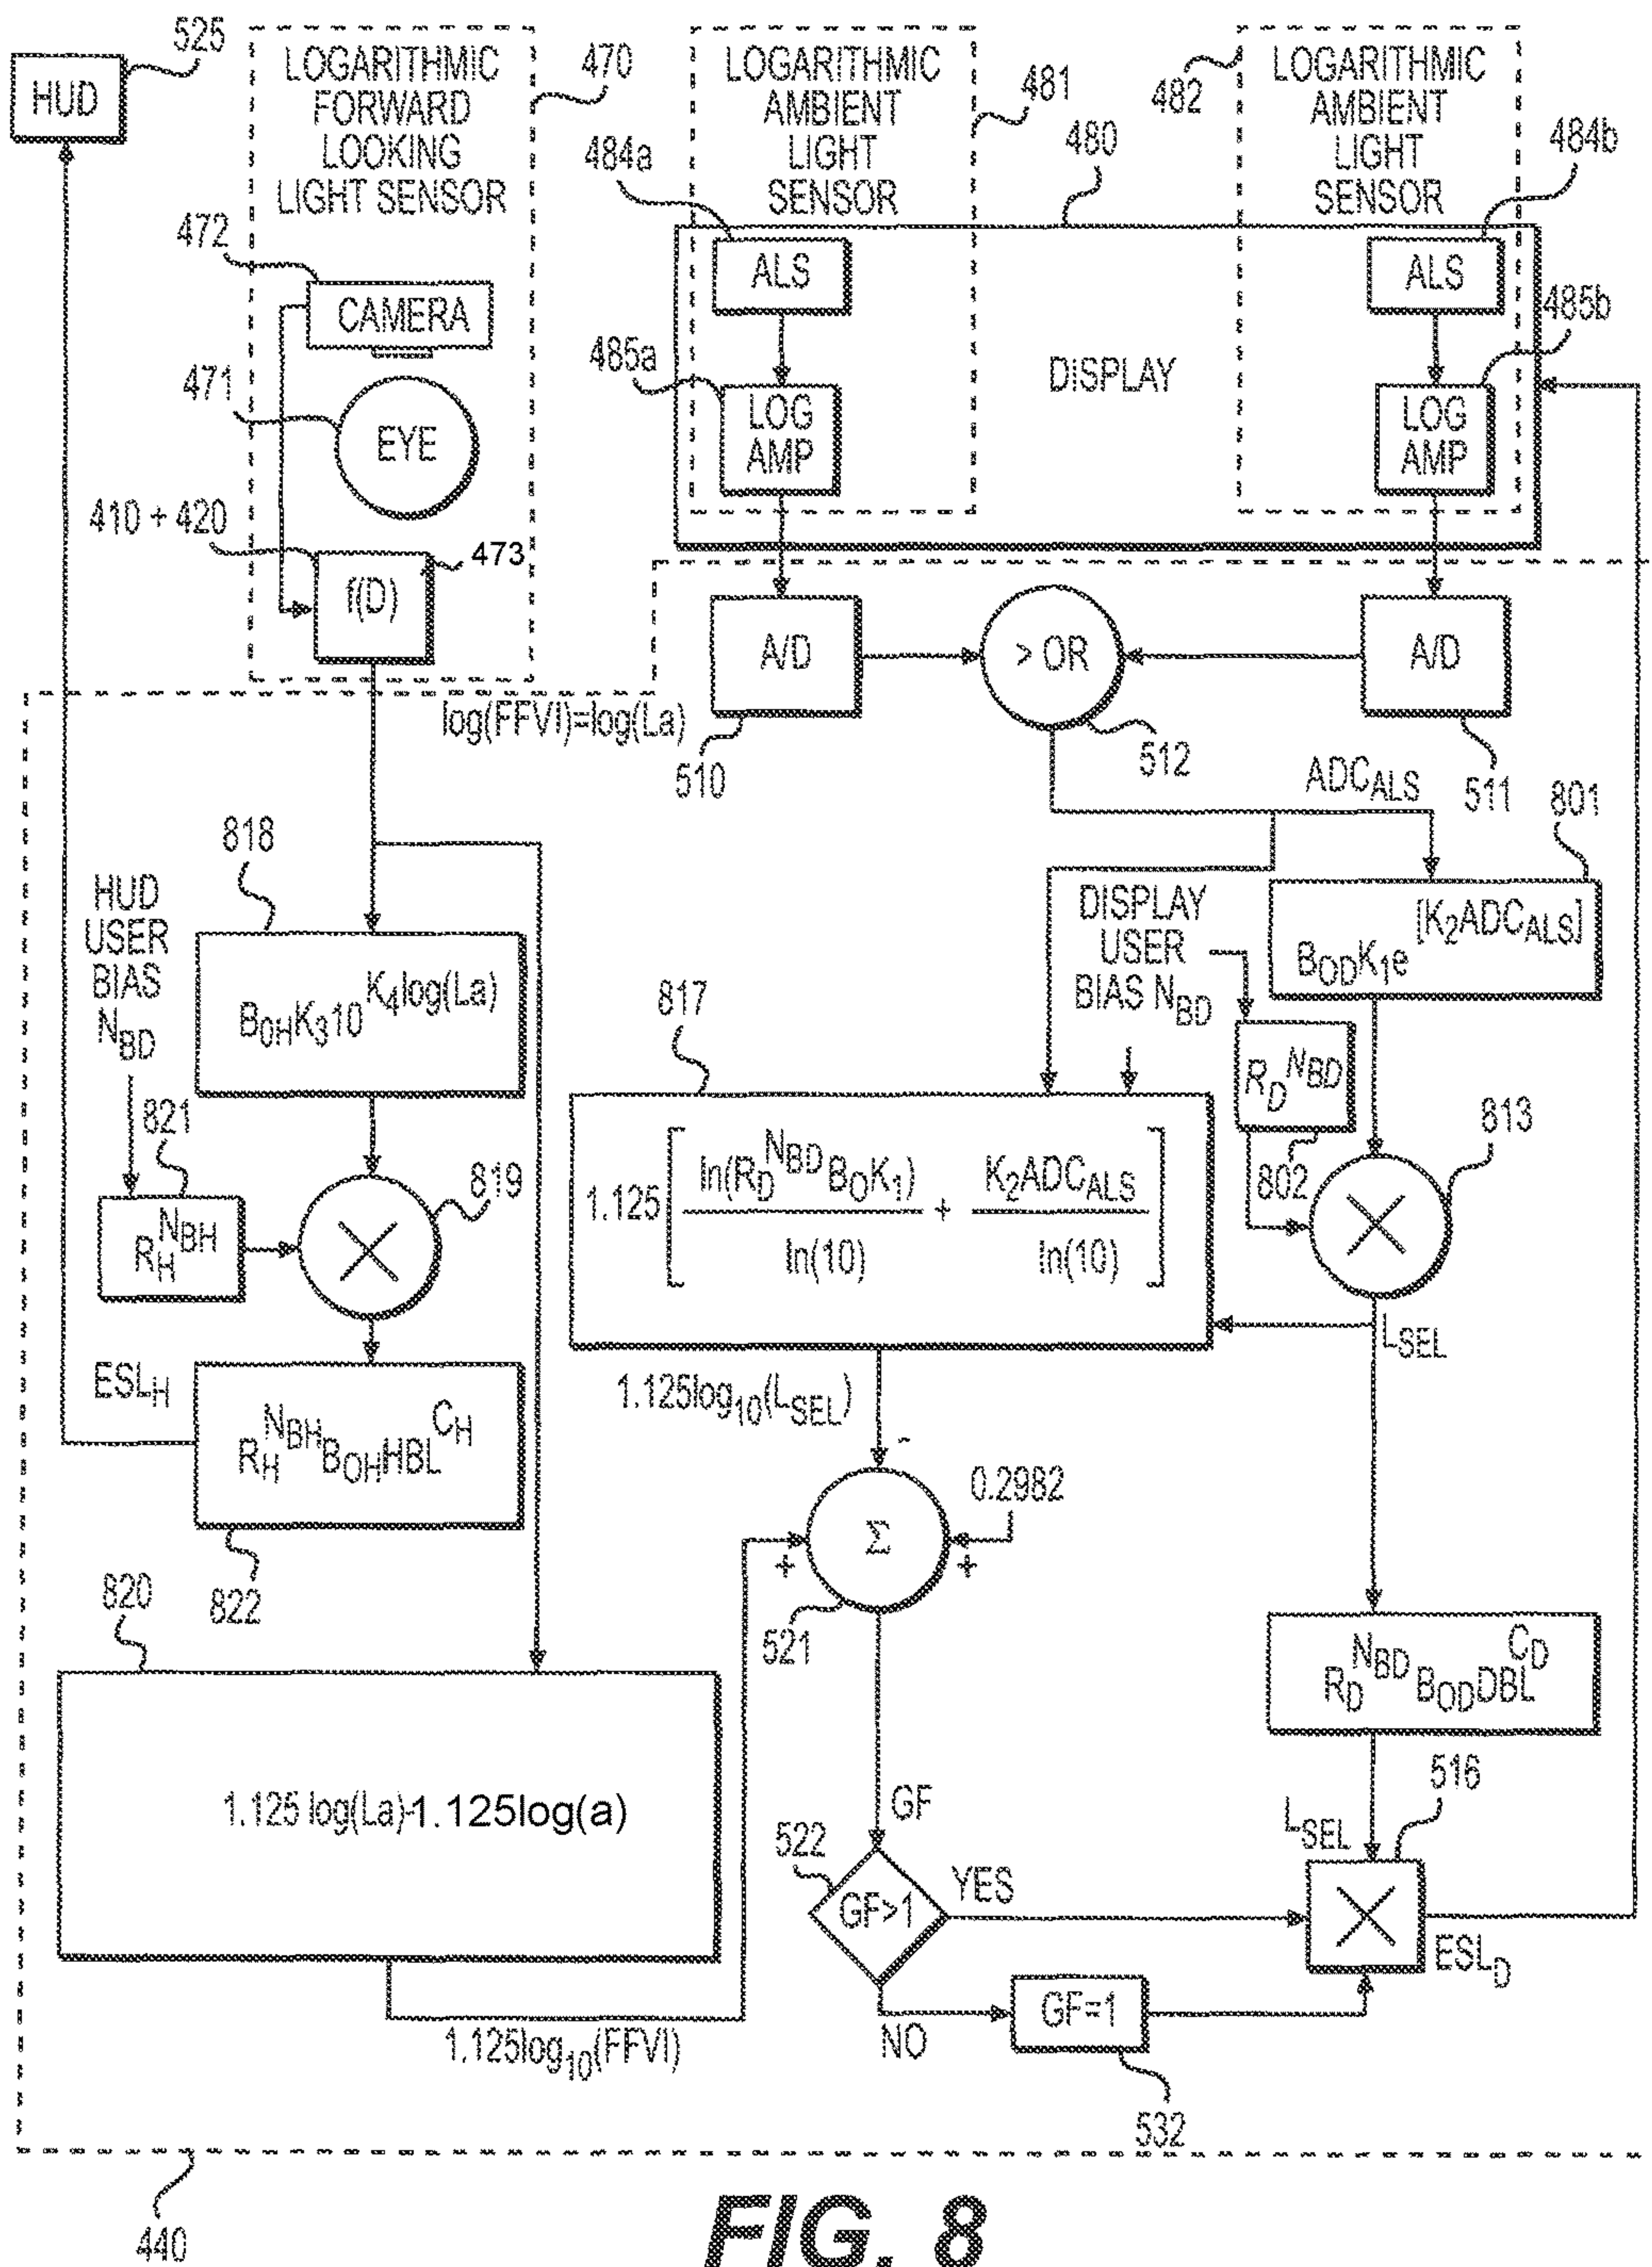 525
HUD
LOGARITHMIC
FORWARD
LOOKING
LIGHT SENSOR
470
LOGARITHMIC
AMBIENT
LIGHT
SENSOR
481
480
482
LOGARITHMIC
AMBIENT
LIGHT
SENSOR
484a
484b
472
CAMERA
ALS
ALS
471
EYE
485a
LOG
AMP
DISPLAY
485b
LOG
AMP
410 + 420
473
f(D)
A/D
> OR
A/D
log(FFVI)=log(La)
510
512
511
ADC_ALS
801
818
HUD
USER
BIAS
N_BD
B_0H K_3 10^K_4 log(La)
DISPLAY
USER
BIAS N_BD
B_OD K_1 e^[K_2 ADC_ALS]
817
R_D^N_BD
802
813
821
819
R_H^N_BH
1.125[ln(R_D^N_BD B_O K_1)/ln(10) + K_2 ADC_ALS/ln(10)]
L_SEL
ESL_H
R_H^N_BH B_OH HBL^C_H
822
1.125log_10(L_SEL)
-
0.2982
Σ
+
+
521
820
1.125 log(La)-1.125log(a)
R_D^N_BD B_OD DBL^C_D
516
L_SEL
GF
522
GF>1
YES
ESL_D
NO
GF=1
532
1.125log_10(FFVI)
440
FIG. 8